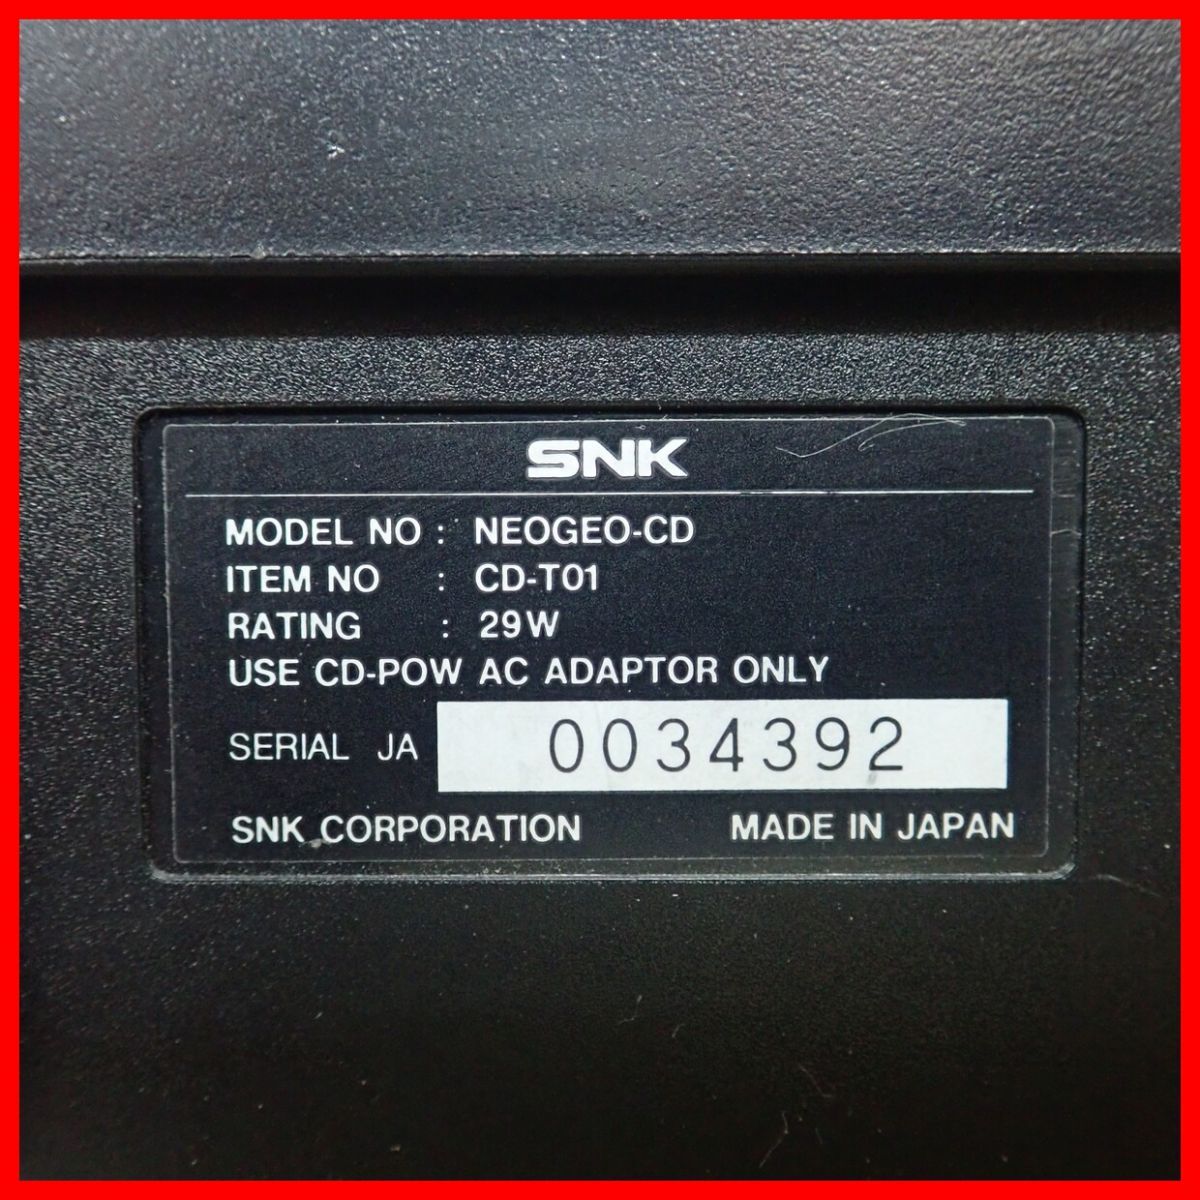 SNK
MODEL NO : NEOGEO-CD
ITEM NO : CD-T01
RATING : 29W
USE CD-POW AC ADAPTOR ONLY
SERIAL JA 0034392
SNK CORPORATION MADE IN JAPAN